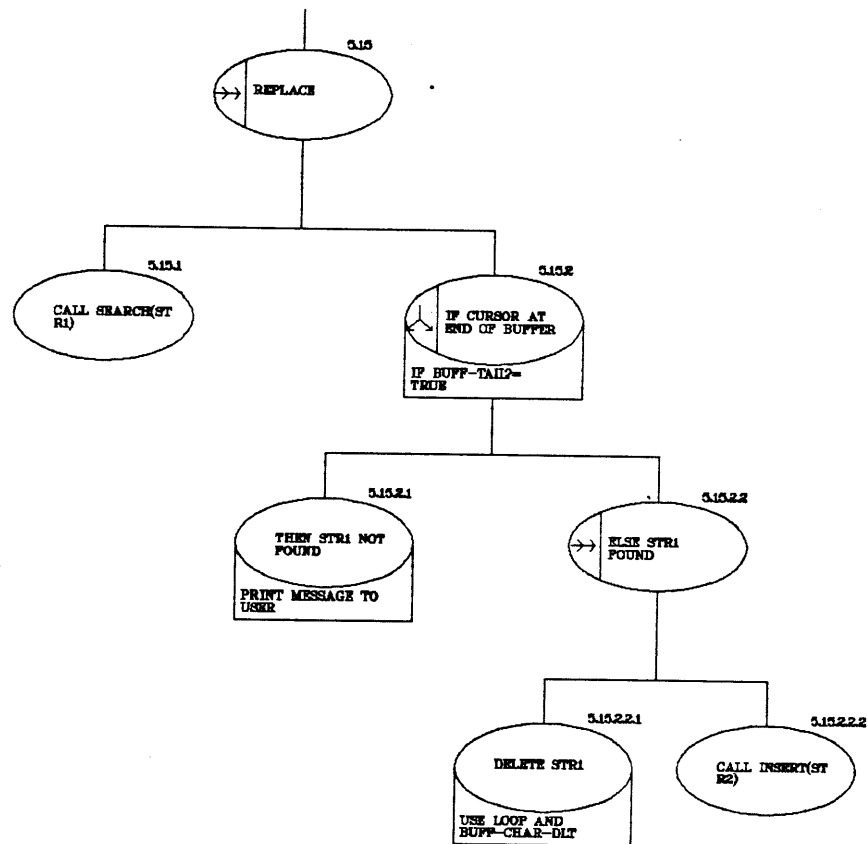 5.15
REPLACE
5.15.1
CALL SEARCH(ST
R1)
5.15.2
IF CURSOR AT
END OF BUFFER
IF BUFF-TAIL?=
TRUE
5.15.2.1
THEN STR1 NOT
FOUND
PRINT MESSAGE TO
USER
5.15.2.2
ELSE STR1
FOUND
5.15.2.2.1
DELETE STR1
USE LOOP AND
BUFF-CHAR-DLT
5.15.2.2.2
CALL INSERT(ST
R2)